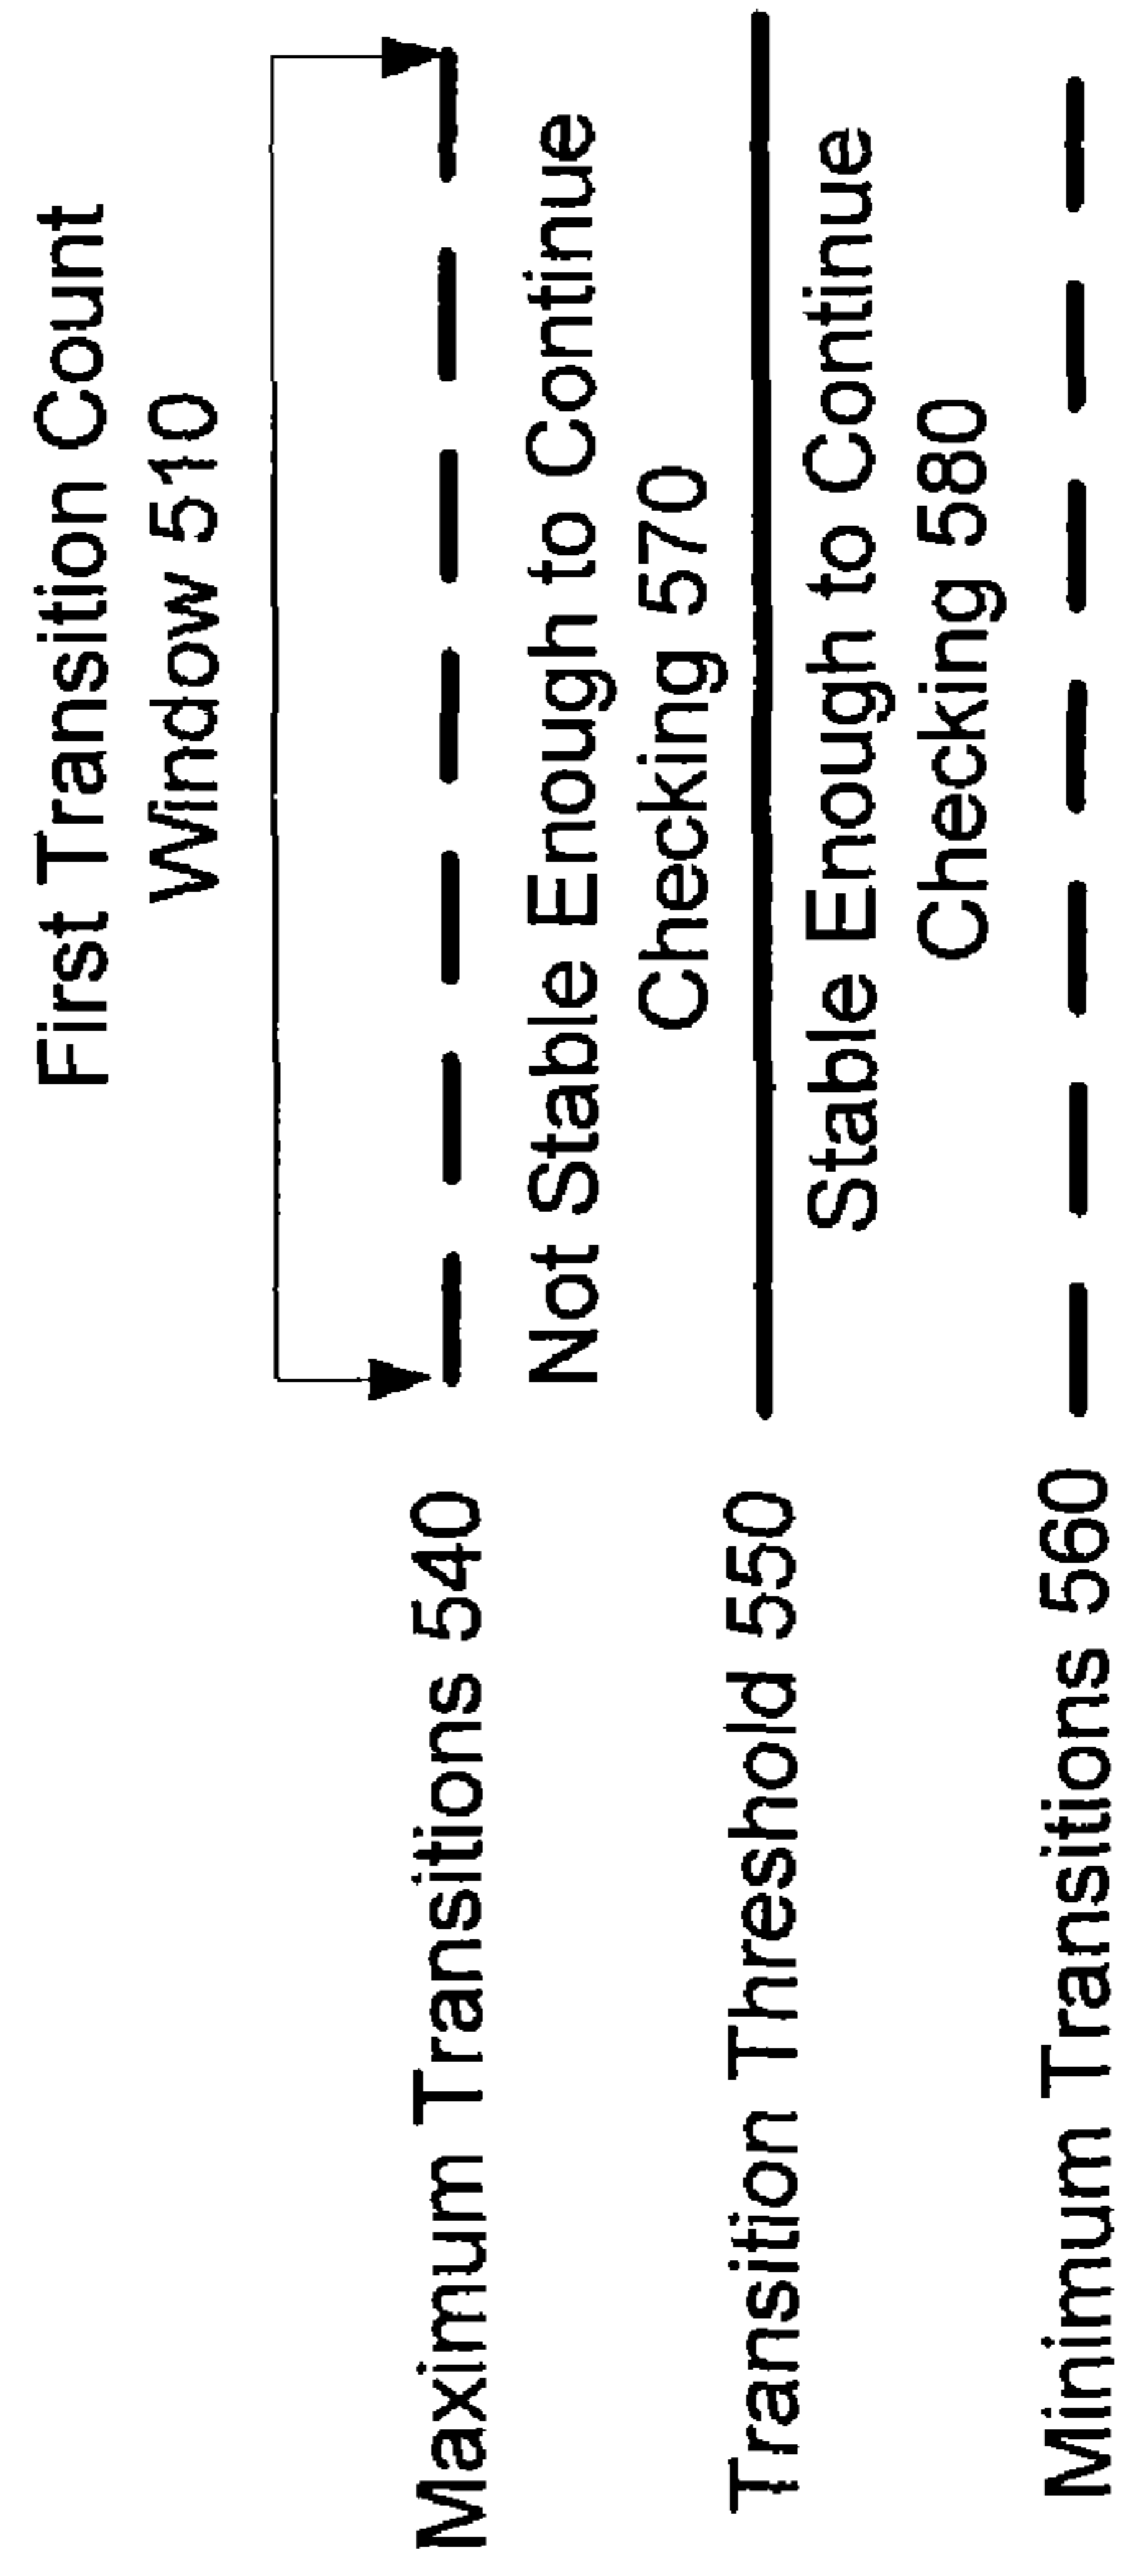 First Transition Count
Window 510
Maximum Transitions 540
Not Stable Enough to Continue
Checking 570
Transition Threshold 550
Stable Enough to Continue
Checking 580
Minimum Transitions 560